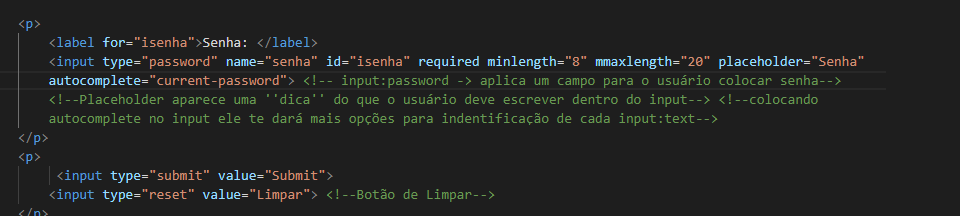 <p>
<label for="isenha">Senha: </label>
<input type="password" name="senha" id="isenha" required minlength="8" mmaxlength="20" placeholder="Senha"
autocomplete="current-password"> <!-- input:password -> aplica um campo para o usuário colocar senha-->
<!--Placeholder aparece uma ''dica'' do que o usuário deve escrever dentro do input--> <!--colocando
autocomplete no input ele te dará mais opções para indentificação de cada input:text-->
</p>
<p>
<input type="submit" value="Submit">
<input type="reset" value="Limpar"> <!--Botão de Limpar-->
</p>